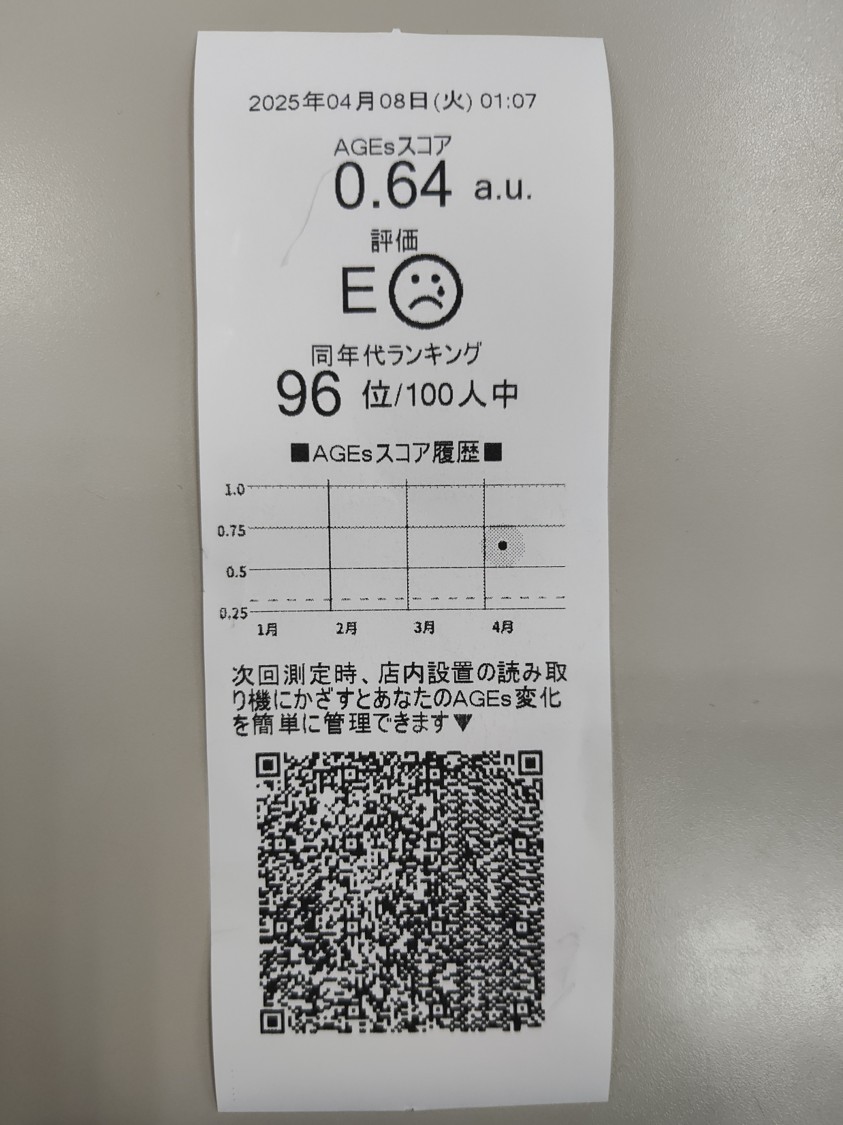 2025年04月08日(火) 01:07
AGEsスコア
0.64 a.u.
評価
E
同年代ランキング
96 位/100人中
■AGEsスコア履歴■
1.0
0.75
0.5
0.25
1月 2月 3月 4月
次回測定時、店内設置の読み取
り機にかざすとあなたのAGEs変化
を簡単に管理できます▼